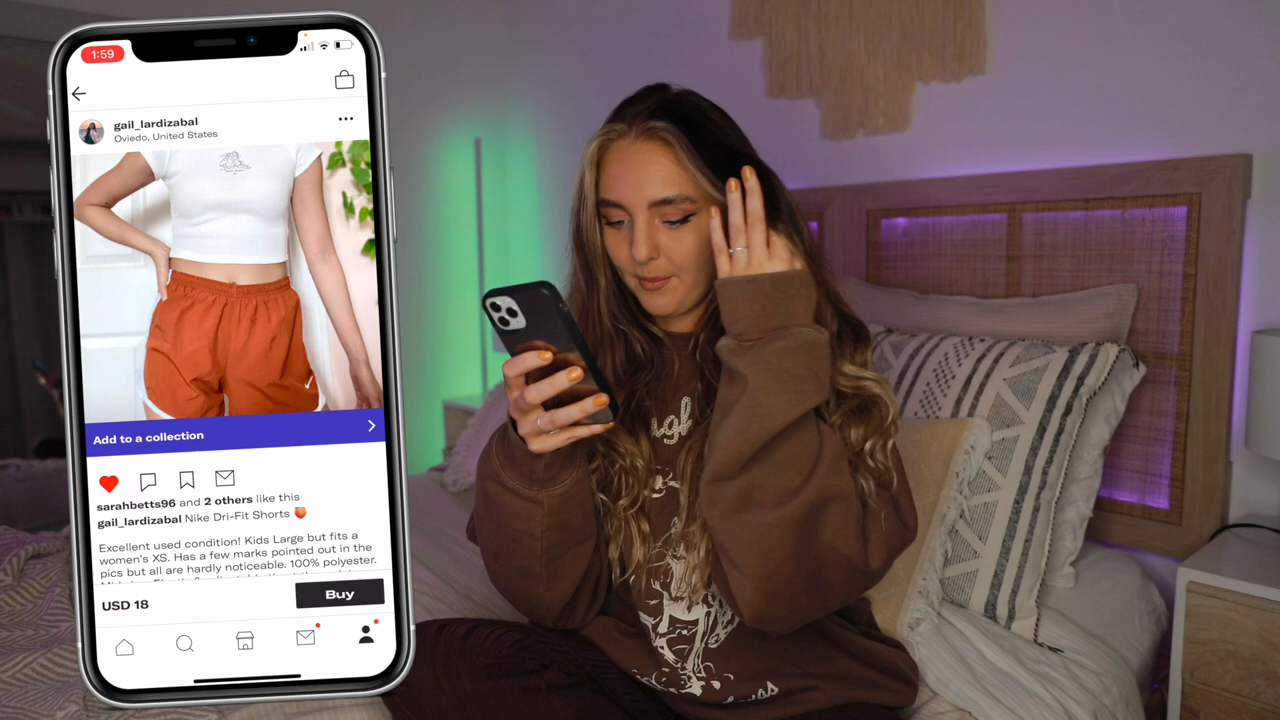 1:59
gail_lardizabal
Oviedo, United States
Add to a collection
sarahbetts96 and 2 others like this
gail_lardizabal Nike Dri-Fit Shorts 🍑
Excellent used condition! Kids Large but fits a
women's XS. Has a few marks pointed out in the
pics but all are hardly noticeable. 100% polyester.
USD 18
Buy